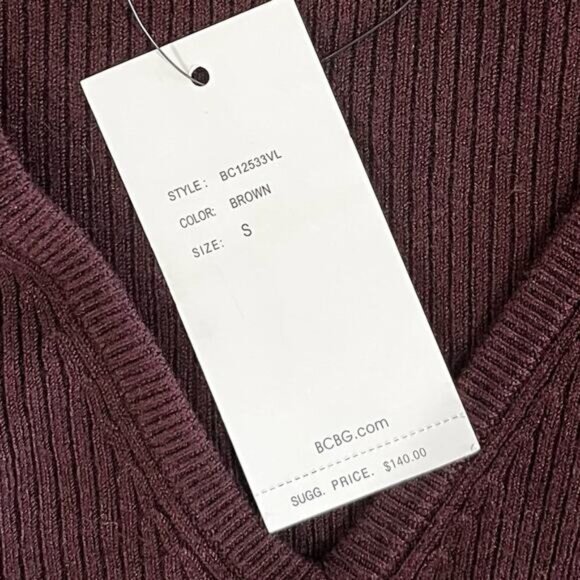 STYLE: BC12533VL
COLOR: BROWN
SIZE: S
BCBG.com
SUGG. PRICE. $140.00